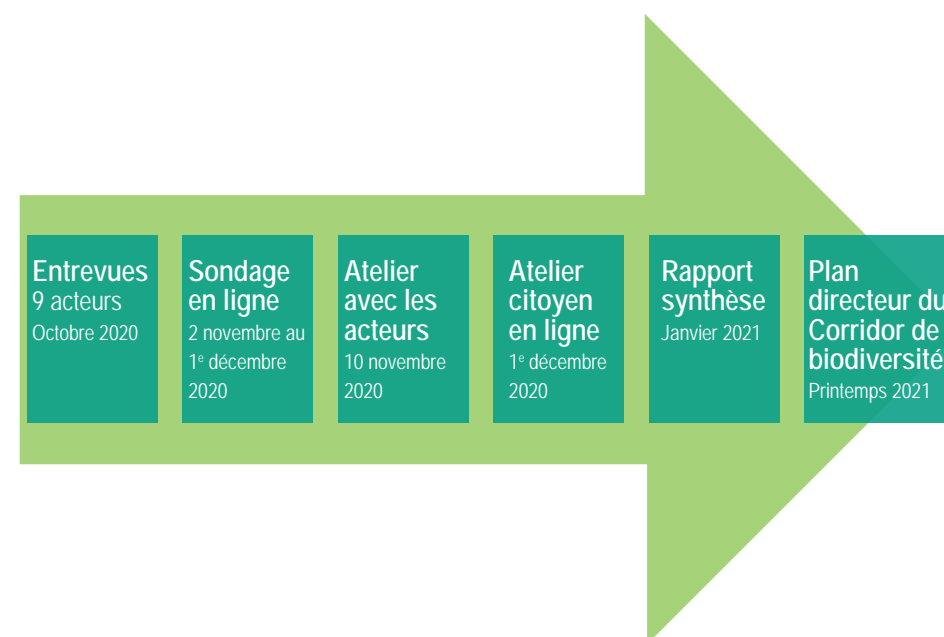 Entrevues
9 acteurs
Octobre 2020
Sondage
en ligne
2 novembre au
1e décembre
2020
Atelier
avec les
acteurs
10 novembre
2020
Atelier
citoyen
en ligne
1e décembre
2020
Rapport
synthèse
Janvier 2021
Plan
directeur du
Corridor de
biodiversité
Printemps 2021